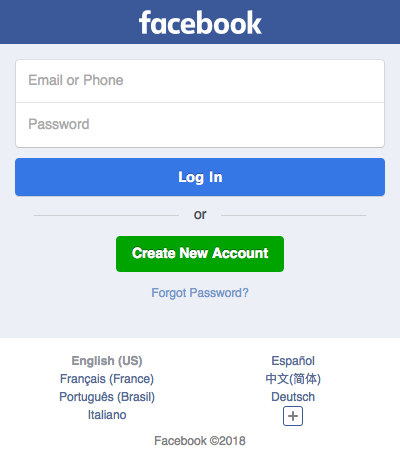 facebook
Email or Phone
Password
Log In
or
Create New Account
Forgot Password?
English (US)
Español
Français (France)
中文(简体)
Português (Brasil)
Deutsch
Italiano
+
Facebook ©2018